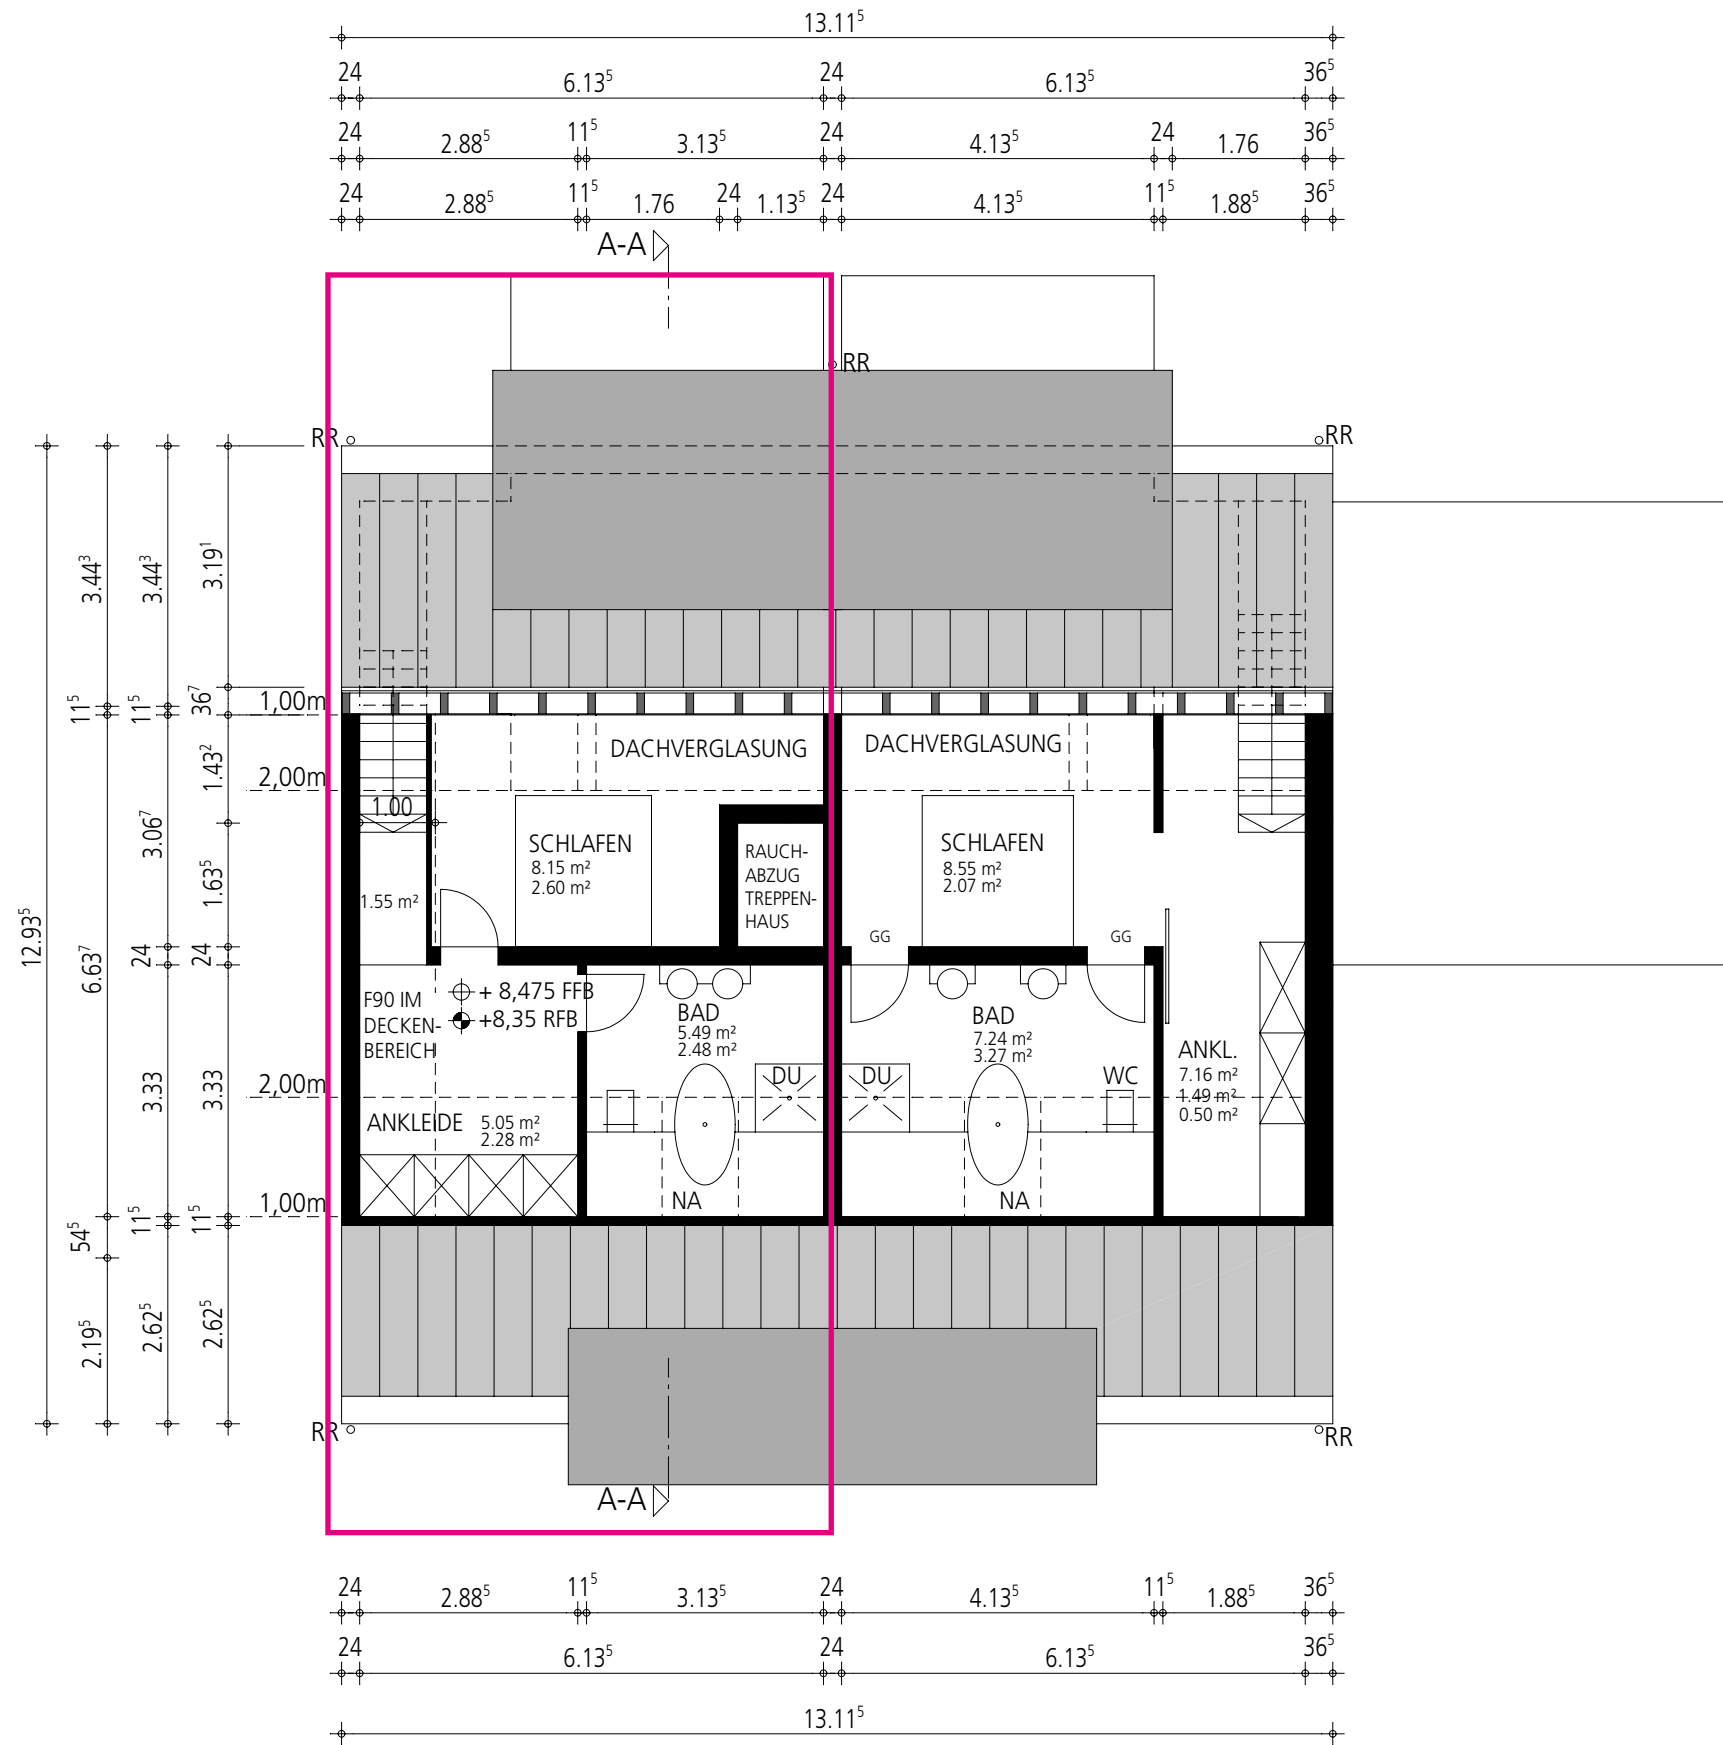 13.11⁵
24 6.13⁵ 24 6.13⁵ 36⁵
24 2.88⁵ 11⁵ 3.13⁵ 24 4.13⁵ 24 1.76 36⁵
24 2.88⁵ 11⁵ 1.76 24 1.13⁵ 24 4.13⁵ 11⁵ 1.88⁵ 36⁵
A-A
RR
RR
RR
12.93⁵
3.44³
11⁵
6.63⁷
54⁵
2.19⁵
3.44³
11⁵
3.06⁷
24
3.33
11⁵
2.62⁵
3.19¹
36⁷
1.43²
1.63⁵
24
3.33
11⁵
2.62⁵
1,00m
2,00m
2,00m
1,00m
DACHVERGLASUNG
DACHVERGLASUNG
1.00
SCHLAFEN
8.15 m²
2.60 m²
RAUCH-
ABZUG
TREPPEN-
HAUS
SCHLAFEN
8.55 m²
2.07 m²
1.55 m²
GG
GG
F90 IM
DECKEN-
BEREICH
+ 8,475 FFB
+8,35 RFB
BAD
5.49 m²
2.48 m²
BAD
7.24 m²
3.27 m²
ANKL.
7.16 m²
1.49 m²
0.50 m²
DU
DU
WC
ANKLEIDE
5.05 m²
2.28 m²
NA
NA
RR
RR
A-A
24 2.88⁵ 11⁵ 3.13⁵ 24 4.13⁵ 11⁵ 1.88⁵ 36⁵
24 6.13⁵ 24 6.13⁵ 36⁵
13.11⁵